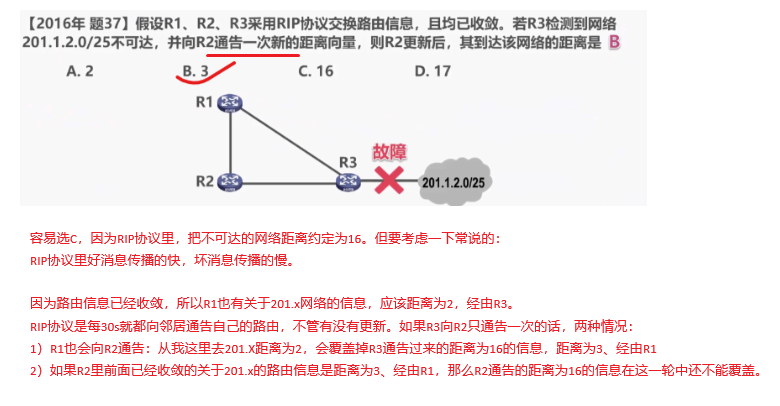 【2016年 题37】假设R1、R2、R3采用RIP协议交换路由信息，且均已收敛。若R3检测到网络
201.1.2.0/25不可达，并向R2通告一次新的距离向量，则R2更新后，其到达该网络的距离是 B
A. 2 B. 3 C. 16 D. 17
R1
故障
R3
R2
201.1.2.0/25
容易选C，因为RIP协议里，把不可达的网络距离约定为16。但要考虑一下常说的：
RIP协议里好消息传播的快，坏消息传播的慢。
因为路由信息已经收敛，所以R1也有关于201.x网络的信息，应该距离为2，经由R3。
RIP协议是每30s就都向邻居通告自己的路由，不管有没有更新。如果R3向R2只通告一次的话，两种情况：
1）R1也会向R2通告：从我这里去201.X距离为2，会覆盖掉R3通告过来的距离为16的信息，距离为3、经由R1
2）如果R2里前面已经收敛的关于201.x的路由信息是距离为3、经由R1，那么R2通告的距离为16的信息在这一轮中还不能覆盖。